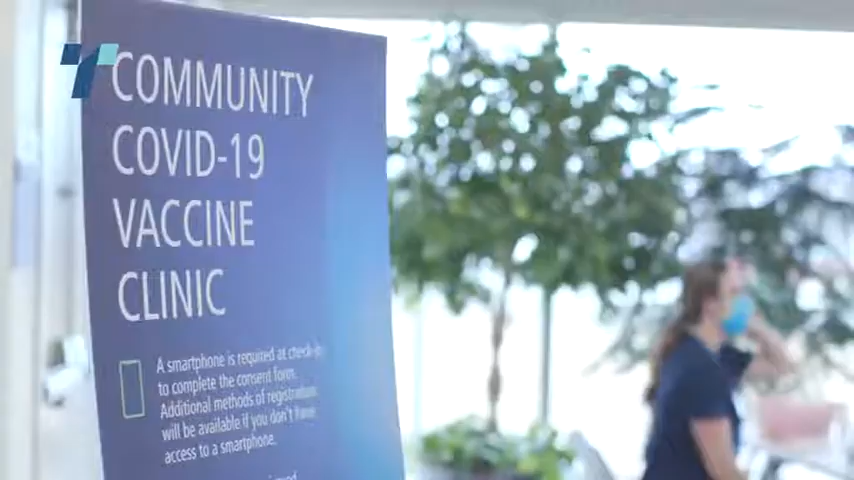 COMMUNITY
COVID-19
VACCINE
CLINIC
A smartphone is required at check-in
to complete the consent form.
Additional methods of registration
will be available if you don't have
access to a smartphone.